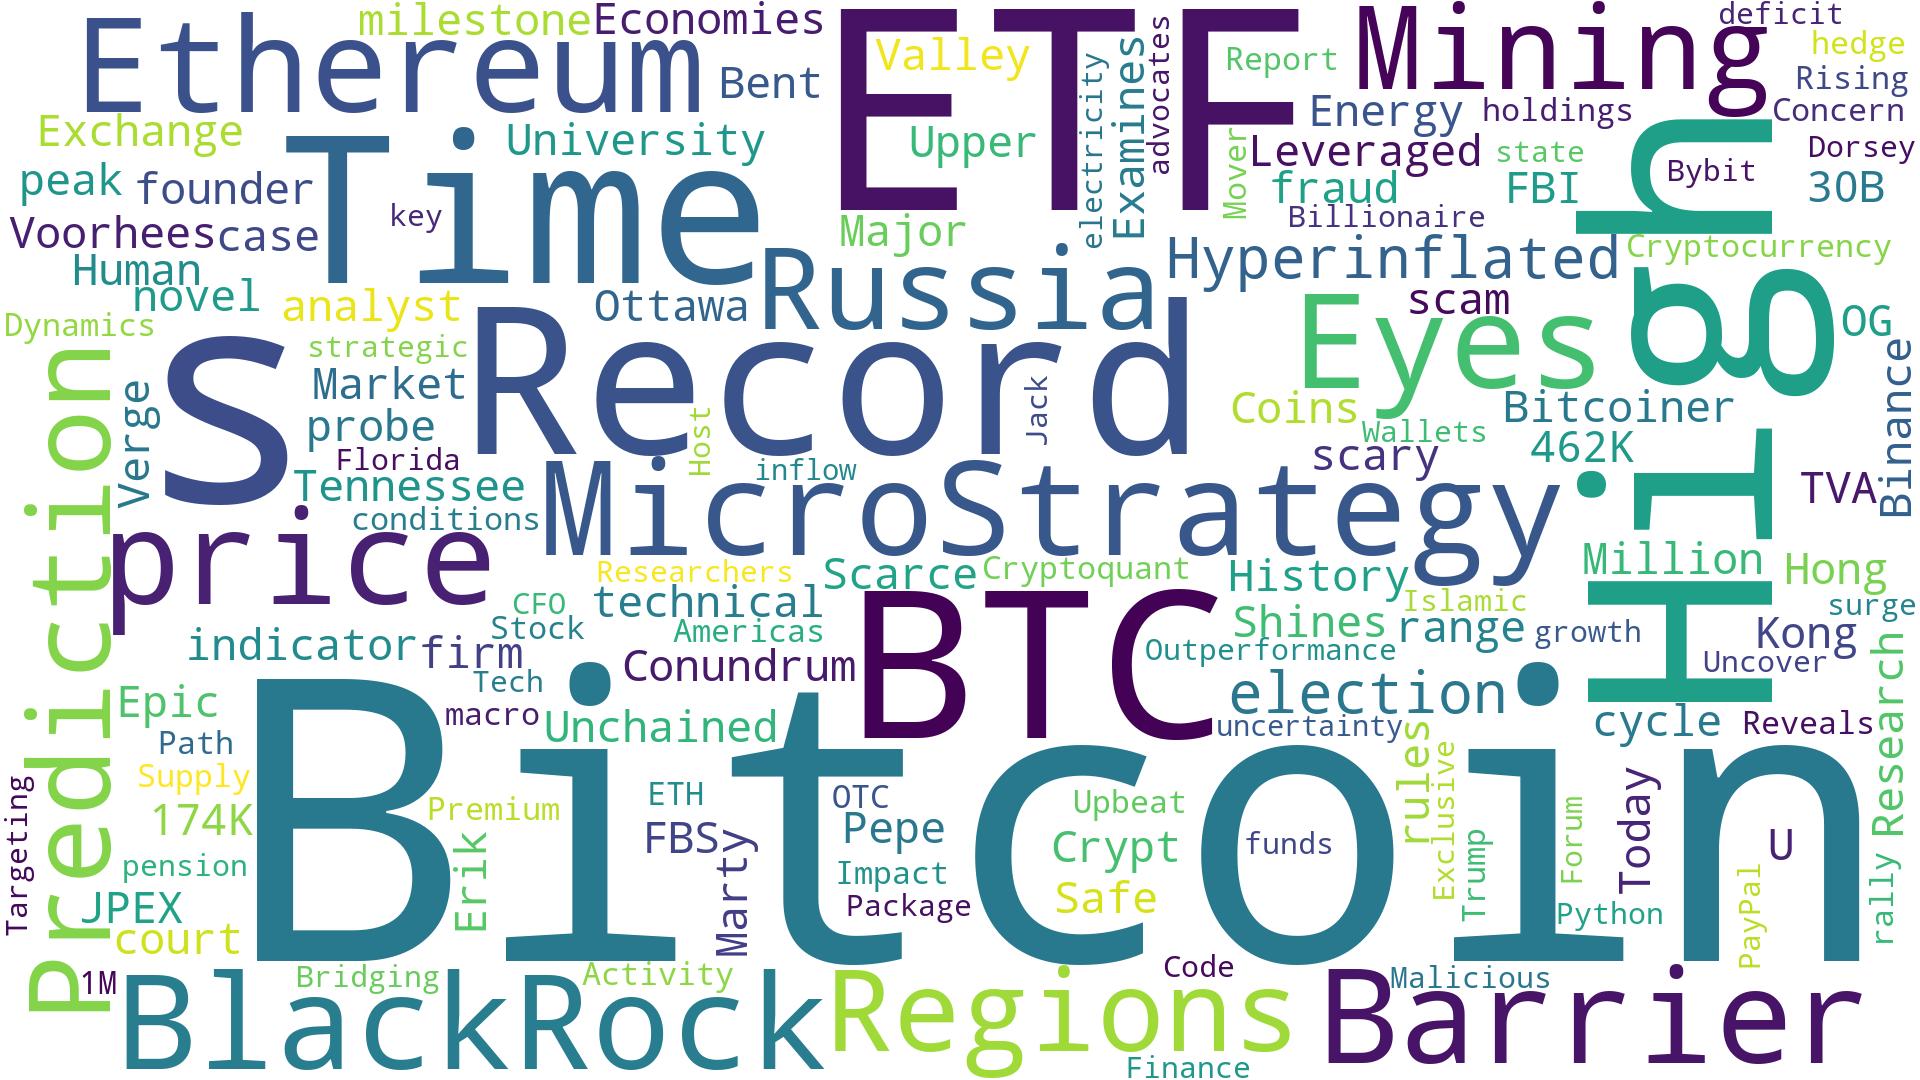 milestone
Economies
ETF
Mining
deficit
Ethereum
Valley
Report
hedge
Bent
electricity
Examines
advocates
Rising
Exchange
University
Upper
Energy
holdings
Concern
Time
Mover
Leveraged
state
Bybit
Dorsey
peak
founder
fraud
FBI
30B
key
Major
Billionaire
High
Voorhees
case
Human
Russia
Hyperinflated
Cryptocurrency
novel
analyst
Ottawa
scam
OG
Dynamics
s
strategic
Record
Eyes
Binance
Prediction
Verge
Market
Jack
Coins
Bitcoiner
probe
Host
Wallets
462K
Florida
inflow
scary
Tennessee
MicroStrategy
TVA
conditions
price
Researchers
Scarce
Cryptoquant
History
Million
Hong
CFO
technical
BTC
Islamic
surge
Stock
Americas
Shines
range
growth
Kong
indicator
firm
Conundrum
Outperformance
Uncover
Tech
election
Epic
macro
Unchained
uncertainty
cycle
Reveals
Path
Bitcoin
rules
Research
Supply
Premium
ETH
OTC
Upbeat
Exclusive
Today
Targeting
174K
Erik
FBS
Pepe
Crypt
funds
Trump
Forum
U
pension
Marty
Impact
PayPal
rally
JPEX
Package
Safe
Python
court
1M
Bridging
Activity
Code
Malicious
BlackRock
Regions
Barrier
Finance